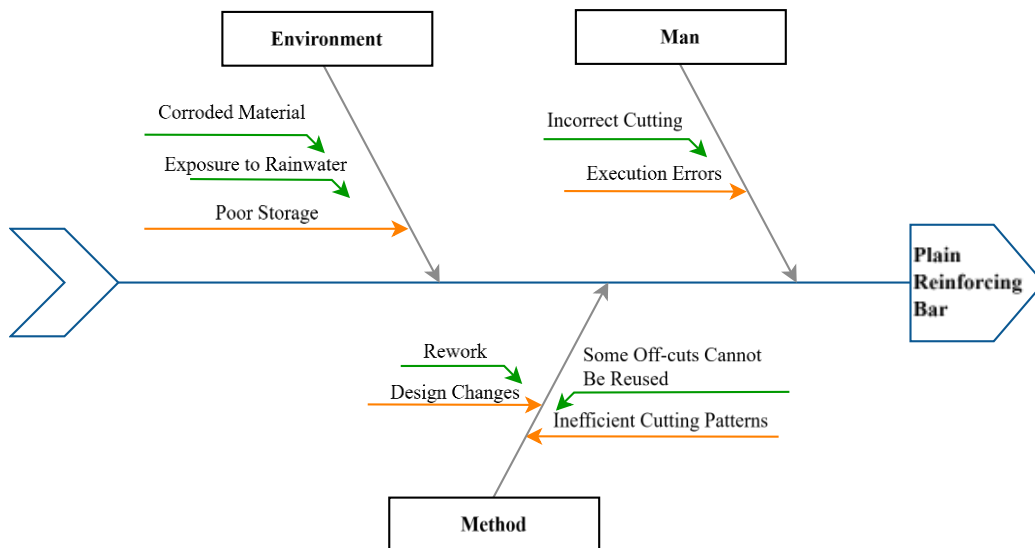 Environment
Man
Corroded Material
Exposure to Rainwater
Poor Storage
Incorrect Cutting
Execution Errors
Plain
Reinforcing
Bar
Rework
Design Changes
Some Off-cuts Cannot
Be Reused
Inefficient Cutting Patterns
Method